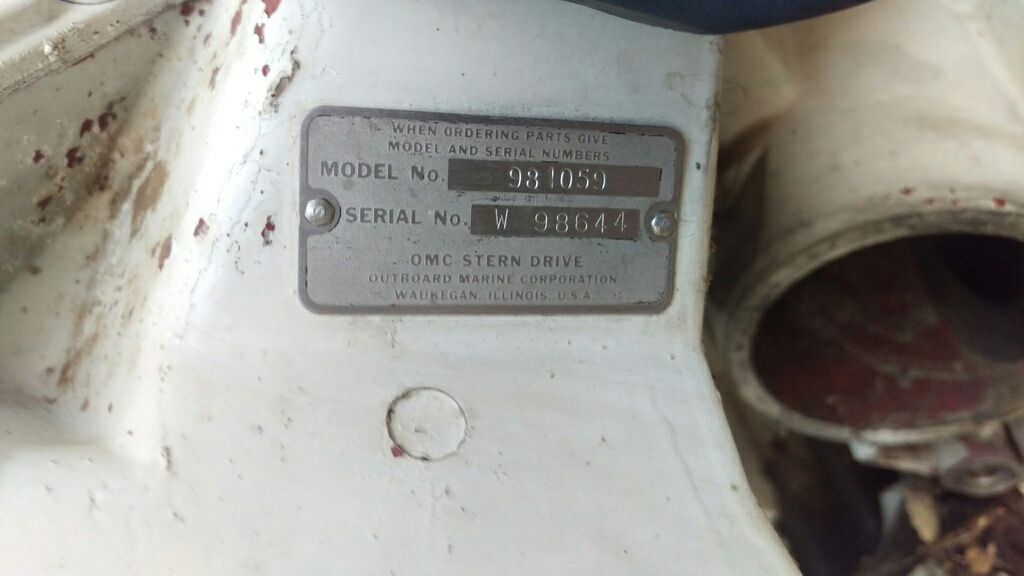 WHEN ORDERING PARTS GIVE
MODEL AND SERIAL NUMBERS
MODEL No. 981059
SERIAL No. W 98644
OMC STERN DRIVE
OUTBOARD MARINE CORPORATION
WAUKEGAN, ILLINOIS, U.S.A.